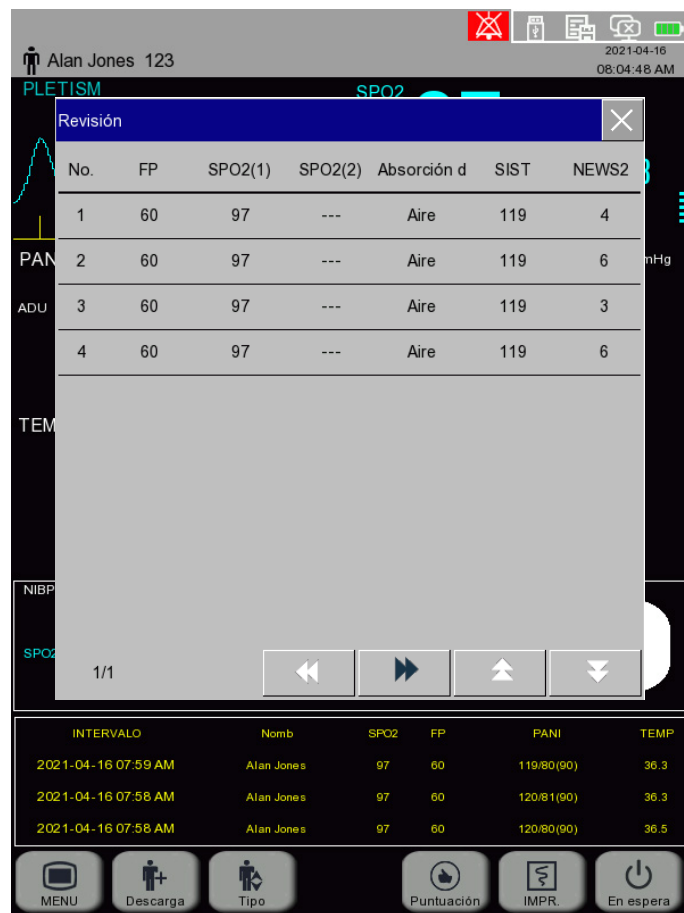 2021-04-16
Alan Jones 123
08:04:48 AM
PLETISM SPO2
Revisión
No. FP SPO2(1) SPO2(2) Absorción d SIST NEWS2
1 60 97 --- Aire 119 4
PAN 2 60 97 --- Aire 119 6 mHg
ADU 3 60 97 --- Aire 119 3
4 60 97 --- Aire 119 6
TEM
NIBP
SPO2
1/1
INTERVALO Nomb SPO2 FP PANI TEMP
2021-04-16 07:59 AM Alan Jones 97 60 119/80(90) 36.3
2021-04-16 07:58 AM Alan Jones 97 60 120/81(90) 36.3
2021-04-16 07:58 AM Alan Jones 97 60 120/80(90) 36.5
MENU Descarga Tipo Puntuación IMPR. En espera